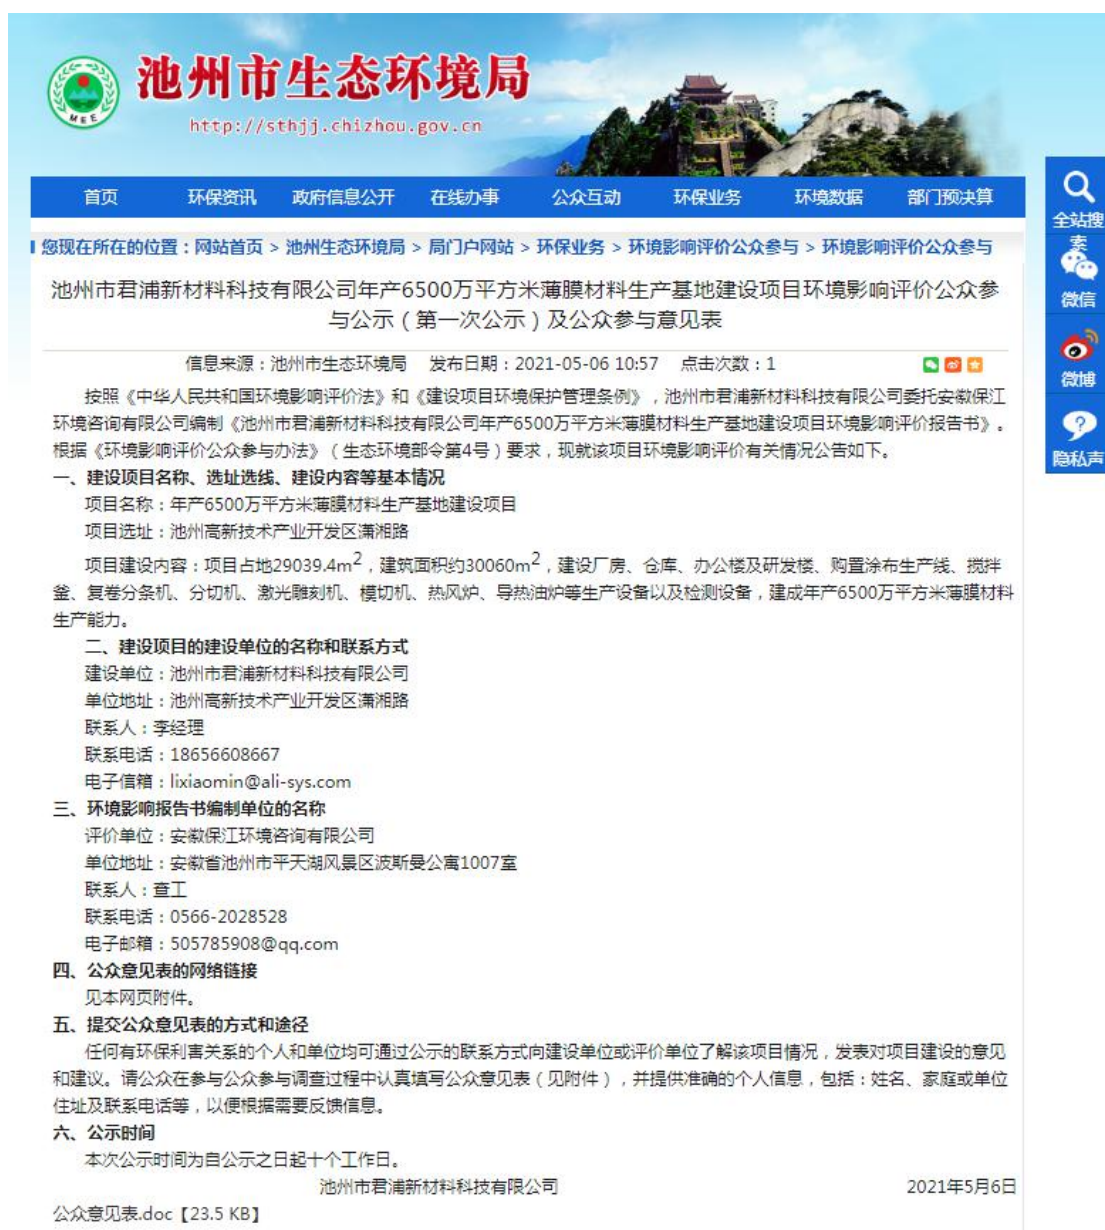 池州市生态环境局
MEE
http://sthjj.chizhou.gov.cn
首页 环保资讯 政府信息公开 在线办事 公众互动 环保业务 环境数据 部门预决算
您现在所在的位置：网站首页 > 池州生态环境局 > 局门户网站 > 环保业务 > 环境影响评价公众参与 > 环境影响评价公众参与
池州市君浦新材料科技有限公司年产6500万平方米薄膜材料生产基地建设项目环境影响评价公众参
与公示（第一次公示）及公众参与意见表
信息来源：池州市生态环境局 发布日期：2021-05-06 10:57 点击次数：1
按照《中华人民共和国环境影响评价法》和《建设项目环境保护管理条例》，池州市君浦新材料科技有限公司委托安徽保江
环境咨询有限公司编制《池州市君浦新材料科技有限公司年产6500万平方米薄膜材料生产基地建设项目环境影响评价报告书》。
根据《环境影响评价公众参与办法》（生态环境部令第4号）要求，现就该项目环境影响评价有关情况公告如下。
一、建设项目名称、选址选线、建设内容等基本情况
项目名称：年产6500万平方米薄膜材料生产基地建设项目
项目选址：池州高新技术产业开发区潇湘路
项目建设内容：项目占地29039.4m²，建筑面积约30060m²，建设厂房、仓库、办公楼及研发楼、购置涂布生产线、搅拌
釜、复卷分条机、分切机、激光雕刻机、模切机、热风炉、导热油炉等生产设备以及检测设备，建成年产6500万平方米薄膜材料
生产能力。
二、建设项目的建设单位的名称和联系方式
建设单位：池州市君浦新材料科技有限公司
单位地址：池州高新技术产业开发区潇湘路
联系人：李经理
联系电话：18656608667
电子信箱：lixiaomin@ali-sys.com
三、环境影响报告书编制单位的名称
评价单位：安徽保江环境咨询有限公司
单位地址：安徽省池州市平天湖风景区波斯曼公寓1007室
联系人：查工
联系电话：0566-2028528
电子邮箱：505785908@qq.com
四、公众意见表的网络链接
见本网页附件。
五、提交公众意见表的方式和途径
任何有环保利害关系的个人和单位均可通过公示的联系方式向建设单位或评价单位了解该项目情况，发表对项目建设的意见
和建议。请公众在参与公众参与调查过程中认真填写公众意见表（见附件），并提供准确的个人信息，包括：姓名、家庭或单位
住址及联系电话等，以便根据需要反馈信息。
六、公示时间
本次公示时间为自公示之日起十个工作日。
池州市君浦新材料科技有限公司 2021年5月6日
公众意见表.doc【23.5 KB】
全站搜
素
微信
微博
隐私声